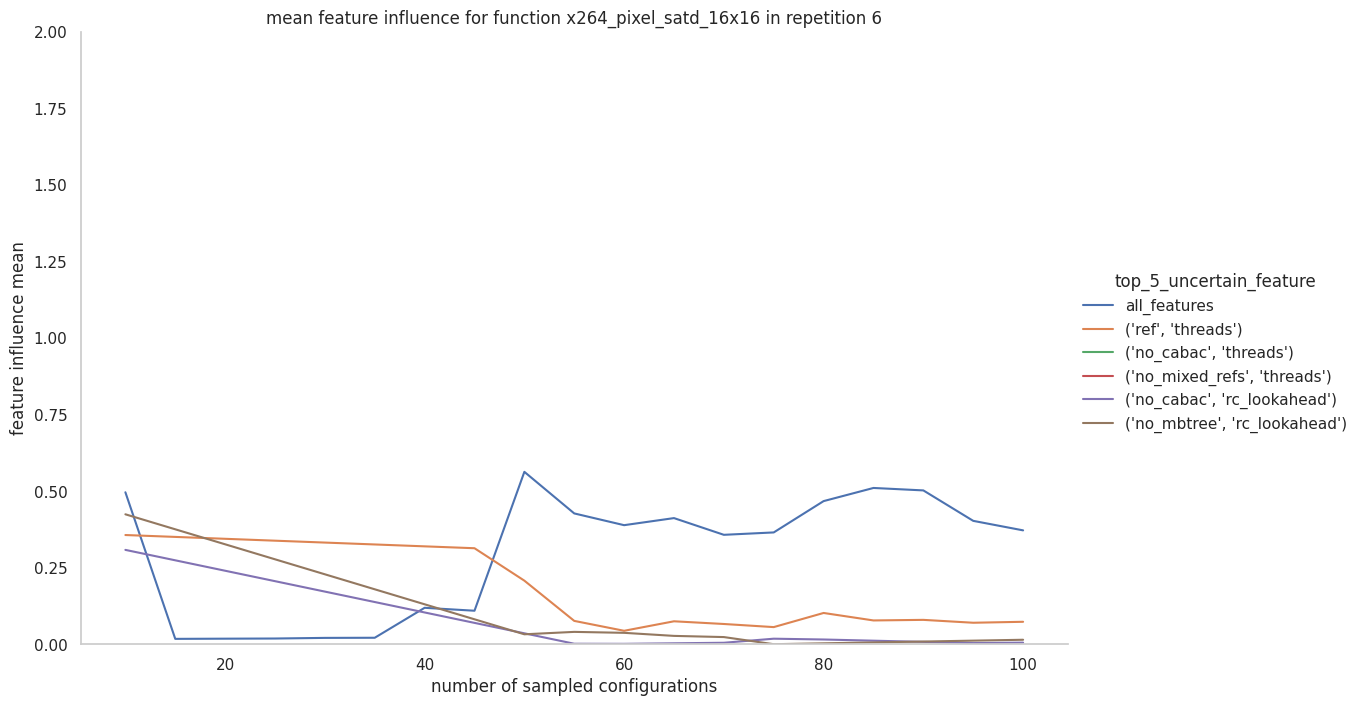 mean feature influence for function x264_pixel_satd_16x16 in repetition 6
2.00
1.75
1.50
1.25
1.00
0.75
0.50
0.25
0.00
feature influence mean
20
40
60
80
100
number of sampled configurations
top_5_uncertain_feature
all_features
('ref', 'threads')
('no_cabac', 'threads')
('no_mixed_refs', 'threads')
('no_cabac', 'rc_lookahead')
('no_mbtree', 'rc_lookahead')